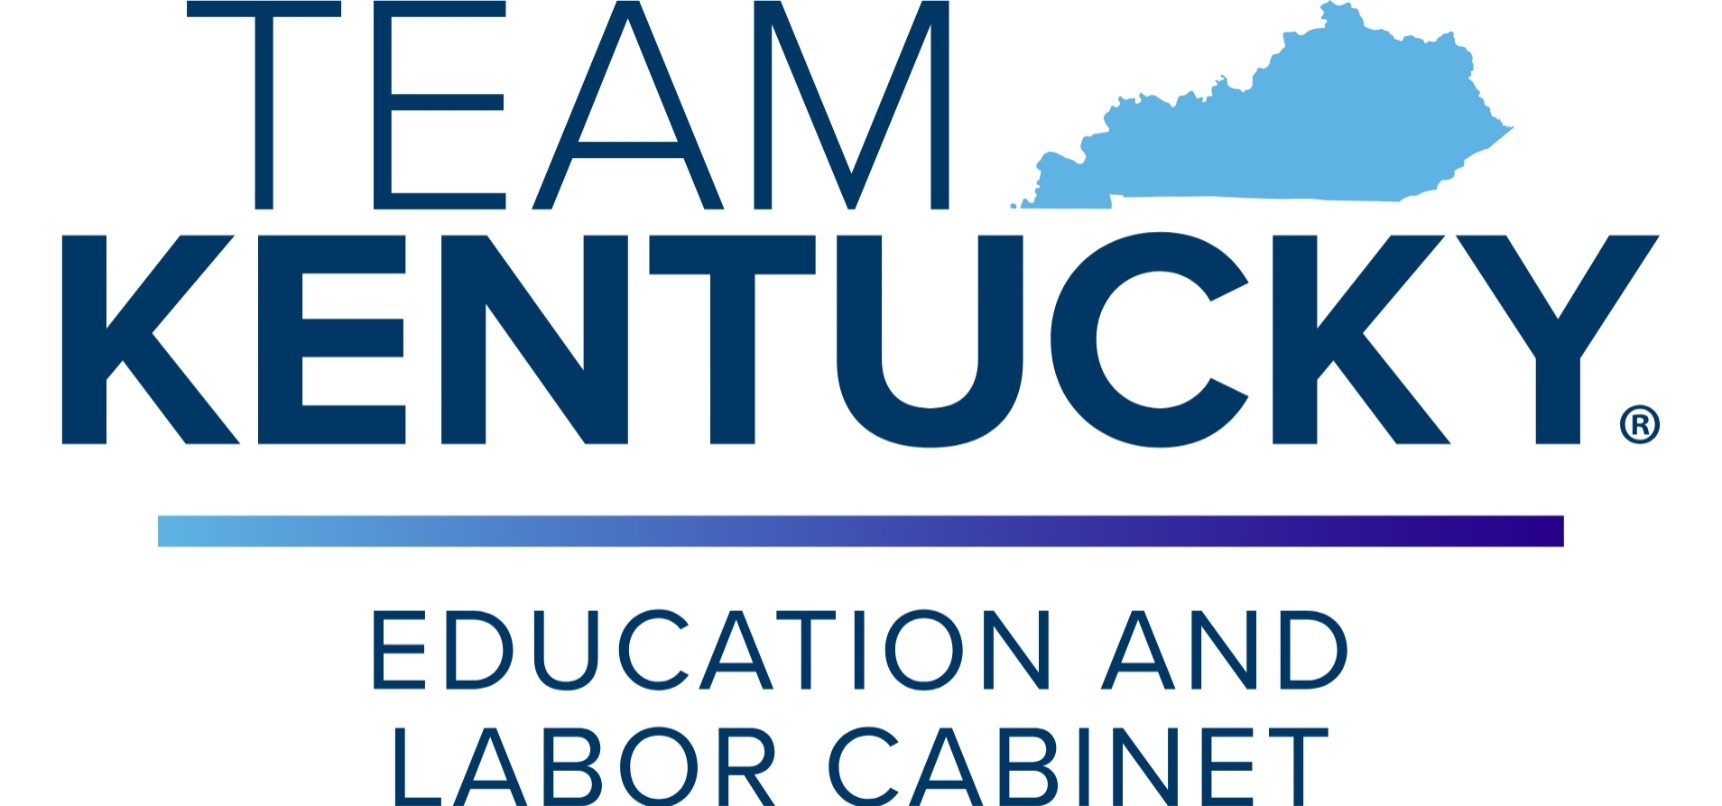 TEAM
KENTUCKY®
EDUCATION AND
LABOR CABINET